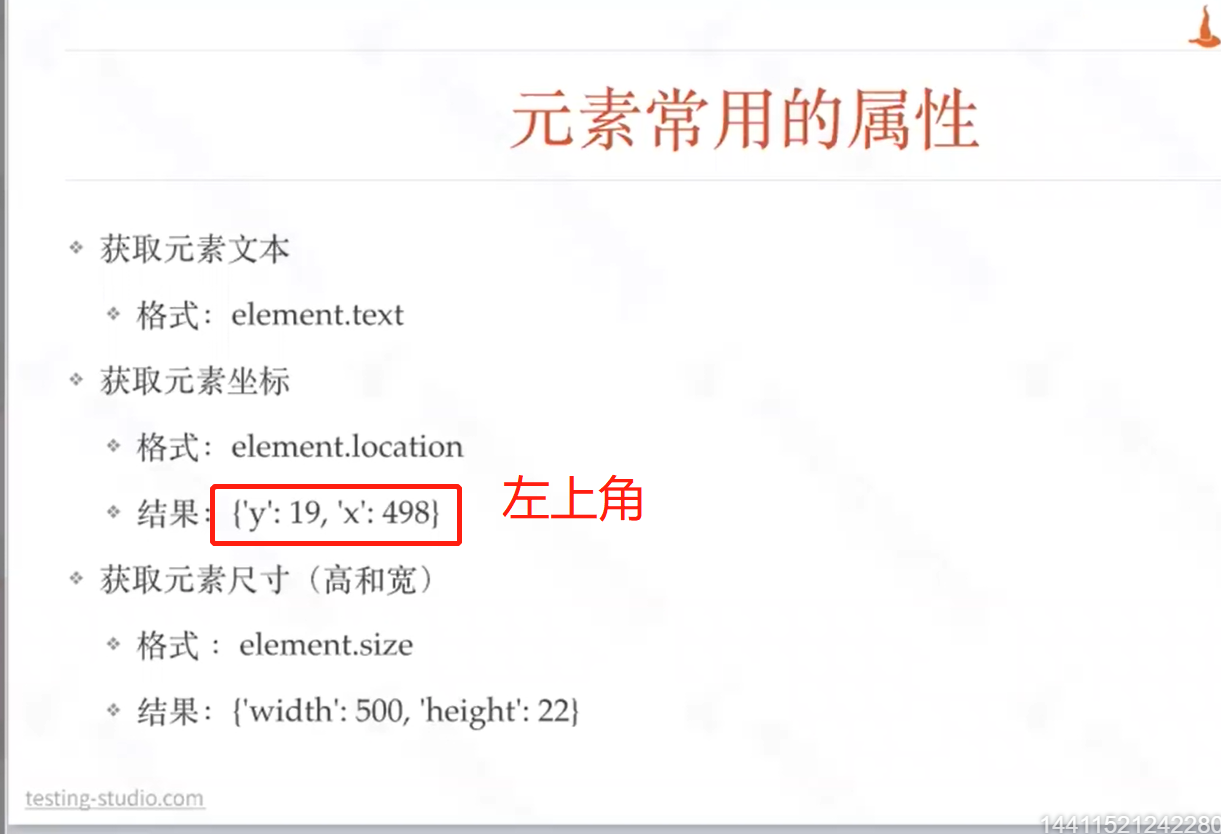 元素常用的属性
获取元素文本
格式：element.text
获取元素坐标
格式：element.location
结果：{'y': 19, 'x': 498} 左上角
获取元素尺寸（高和宽）
格式 ：element.size
结果：{'width': 500, 'height': 22}
testing-studio.com
14411521242280